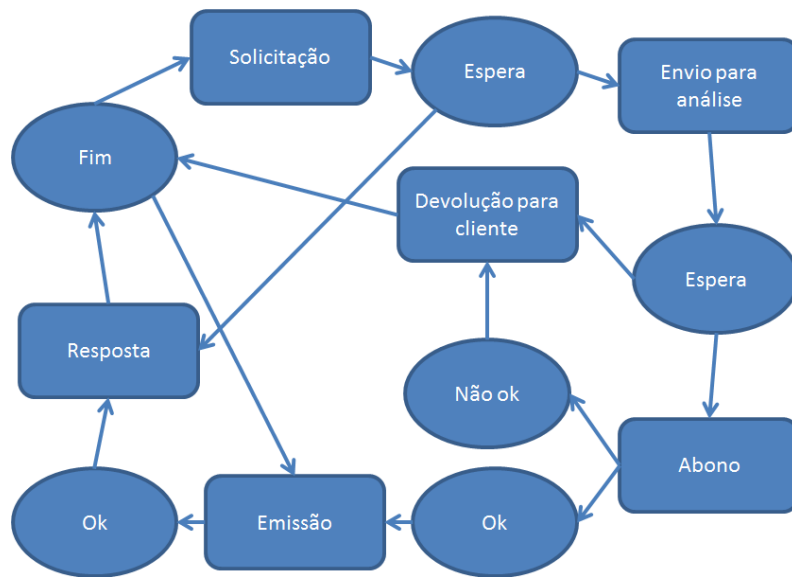 Solicitação
Espera
Envio para
análise
Fim
Devolução para
cliente
Espera
Resposta
Não ok
Abono
Ok
Emissão
Ok